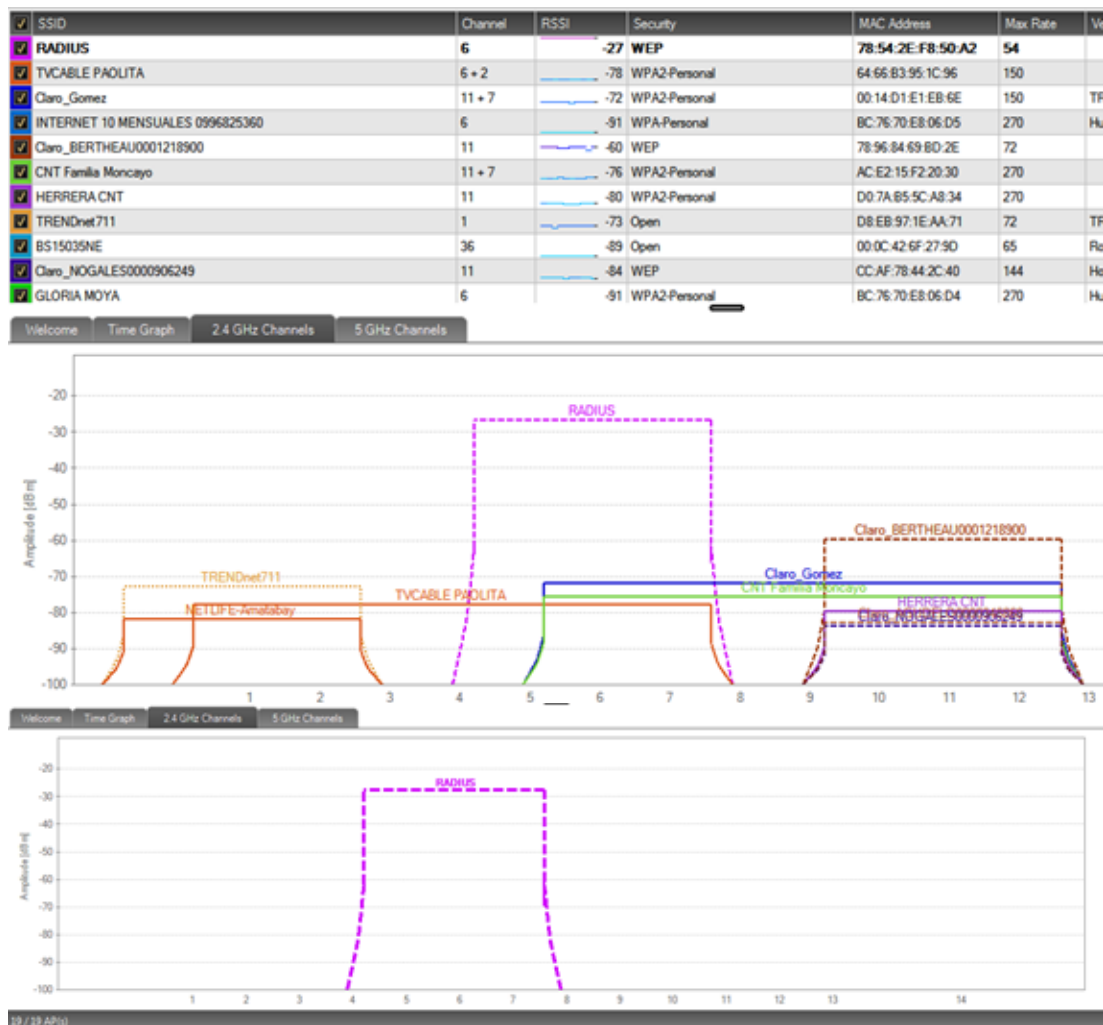 SSID Channel RSSI Security MAC Address Max Rate Ve
RADIUS 6 -27 WEP 78:54:2E:F8:50:A2 54
TVCABLE PAOLITA 6 + 2 -78 WPA2-Personal 64:66:B3:95:1C:96 150
Claro_Gomez 11 + 7 -72 WPA2-Personal 00:14:D1:E1:EB:6E 150 TF
INTERNET 10 MENSUALES 0996825360 6 -91 WPA-Personal BC:76:70:E8:06:D5 270 Hu
Claro_BERTHEAU0001218900 11 -60 WEP 78:96:84:69:BD:2E 72
CNT Familia Moncayo 11 + 7 -76 WPA2-Personal AC:E2:15:F2:20:30 270
HERRERA CNT 11 -80 WPA2-Personal D0:7A:B5:5C:A8:34 270
TRENDnet711 1 -73 Open D8:EB:97:1E:AA:71 72 TF
BS15035NE 36 -89 Open 00:0C:42:6F:27:9D 65 Ro
Claro_NOGALES0000906249 11 -84 WEP CC:AF:78:44:2C:40 144 Ho
GLORIA MOYA 6 -91 WPA2-Personal BC:76:70:E8:06:D4 270 Hu
Welcome Time Graph 2.4 GHz Channels 5 GHz Channels
-20
RADIUS
-30
-40
-50
Amplitude [dBm]
Claro_BERTHEAU0001218900
-60
TRENDnet711 Claro_Gomez
-70
TVCABLE PAOLITA CNT Familia Moncayo
NETLIFE-Amatabay HERRERA CNT
-80
Claro_NOGALES0000906249
-90
-100
1 2 3 4 5 6 7 8 9 10 11 12 13
Welcome Time Graph 2.4 GHz Channels 5 GHz Channels
-20
RADIUS
-30
-40
-50
Amplitude [dBm]
-60
-70
-80
-90
-100
1 2 3 4 5 6 7 8 9 10 11 12 13 14
19 / 19 AP(s)